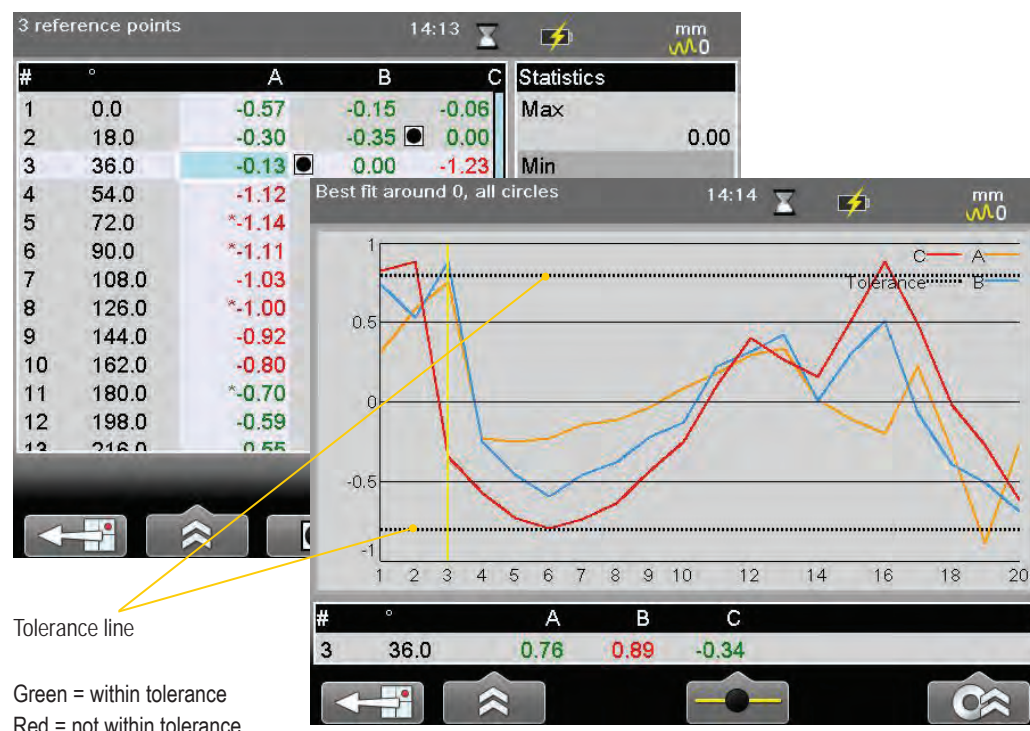 3 reference points 14:13 mm
0
# ° A B C Statistics
1 0.0 -0.57 -0.15 -0.06 Max
2 18.0 -0.30 -0.35 0.00 0.00
3 36.0 -0.13 0.00 -1.23 Min
4 54.0 -1.12
5 72.0 *-1.14
6 90.0 *-1.11
7 108.0 -1.03
8 126.0 *-1.00
9 144.0 -0.92
10 162.0 -0.80
11 180.0 *-0.70
12 198.0 -0.59
13 216.0 0.55
Best fit around 0, all circles 14:14 mm
0
1
C A
Tolerance B
0.5
0
-0.5
-1
1 2 3 4 5 6 7 8 9 10 12 14 16 18 20
# ° A B C
3 36.0 0.76 0.89 -0.34
Tolerance line
Green = within tolerance
Red = not within tolerance